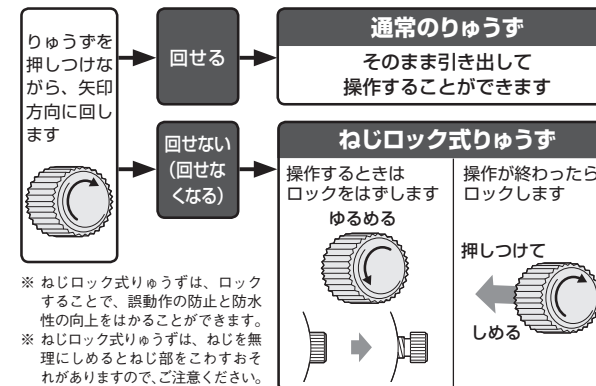 りゅうずを
押しつけな
がら、矢印
方向に回し
ます
回せる
通常のりゅうず
そのまま引き出して
操作することができます
回せない
(回せな
くなる)
ねじロック式りゅうず
操作するときは
ロックをはずします
ゆるめる
操作が終わったら
ロックします
押しつけて
しめる
※ ねじロック式りゅうずは、ロック
することで、誤動作の防止と防水
性の向上をはかることができます。
※ ねじロック式りゅうずは、ねじを無
理にしめるとねじ部をこわすおそ
れがありますので、ご注意ください。